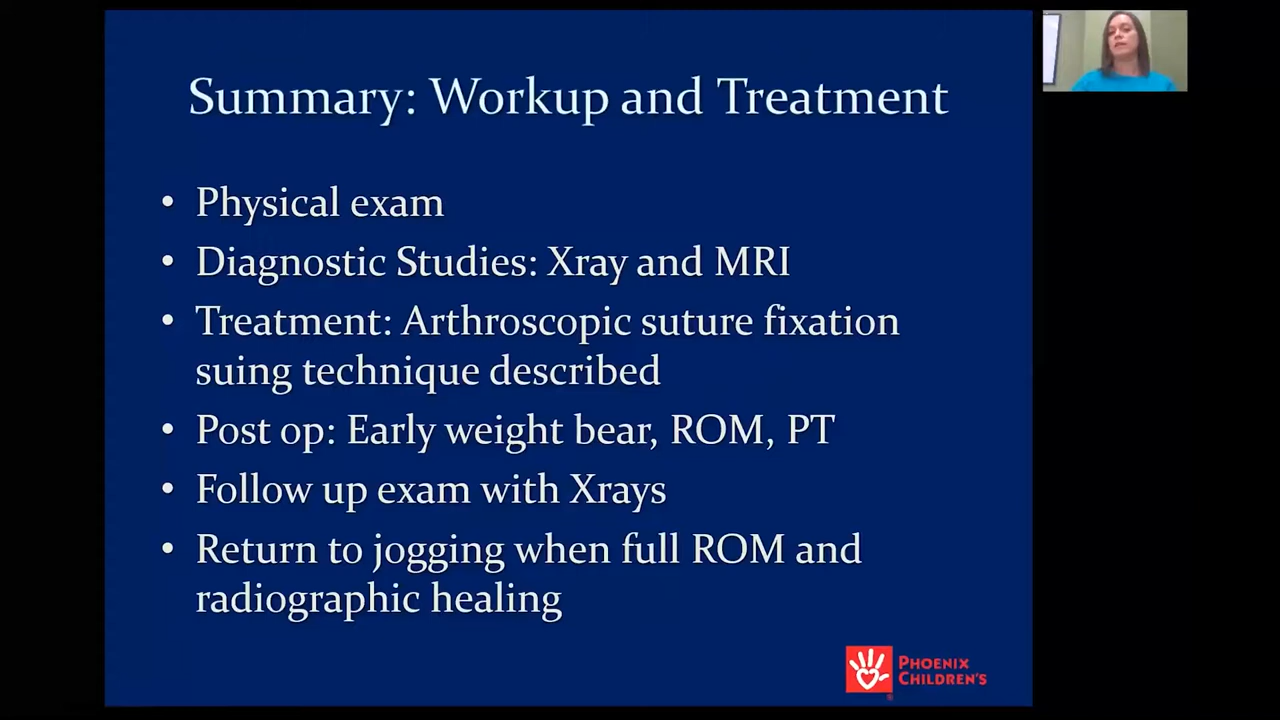 Summary: Workup and Treatment
• Physical exam
• Diagnostic Studies: Xray and MRI
• Treatment: Arthroscopic suture fixation
suing technique described
• Post op: Early weight bear, ROM, PT
• Follow up exam with Xrays
• Return to jogging when full ROM and
radiographic healing
PHOENIX
CHILDREN'S